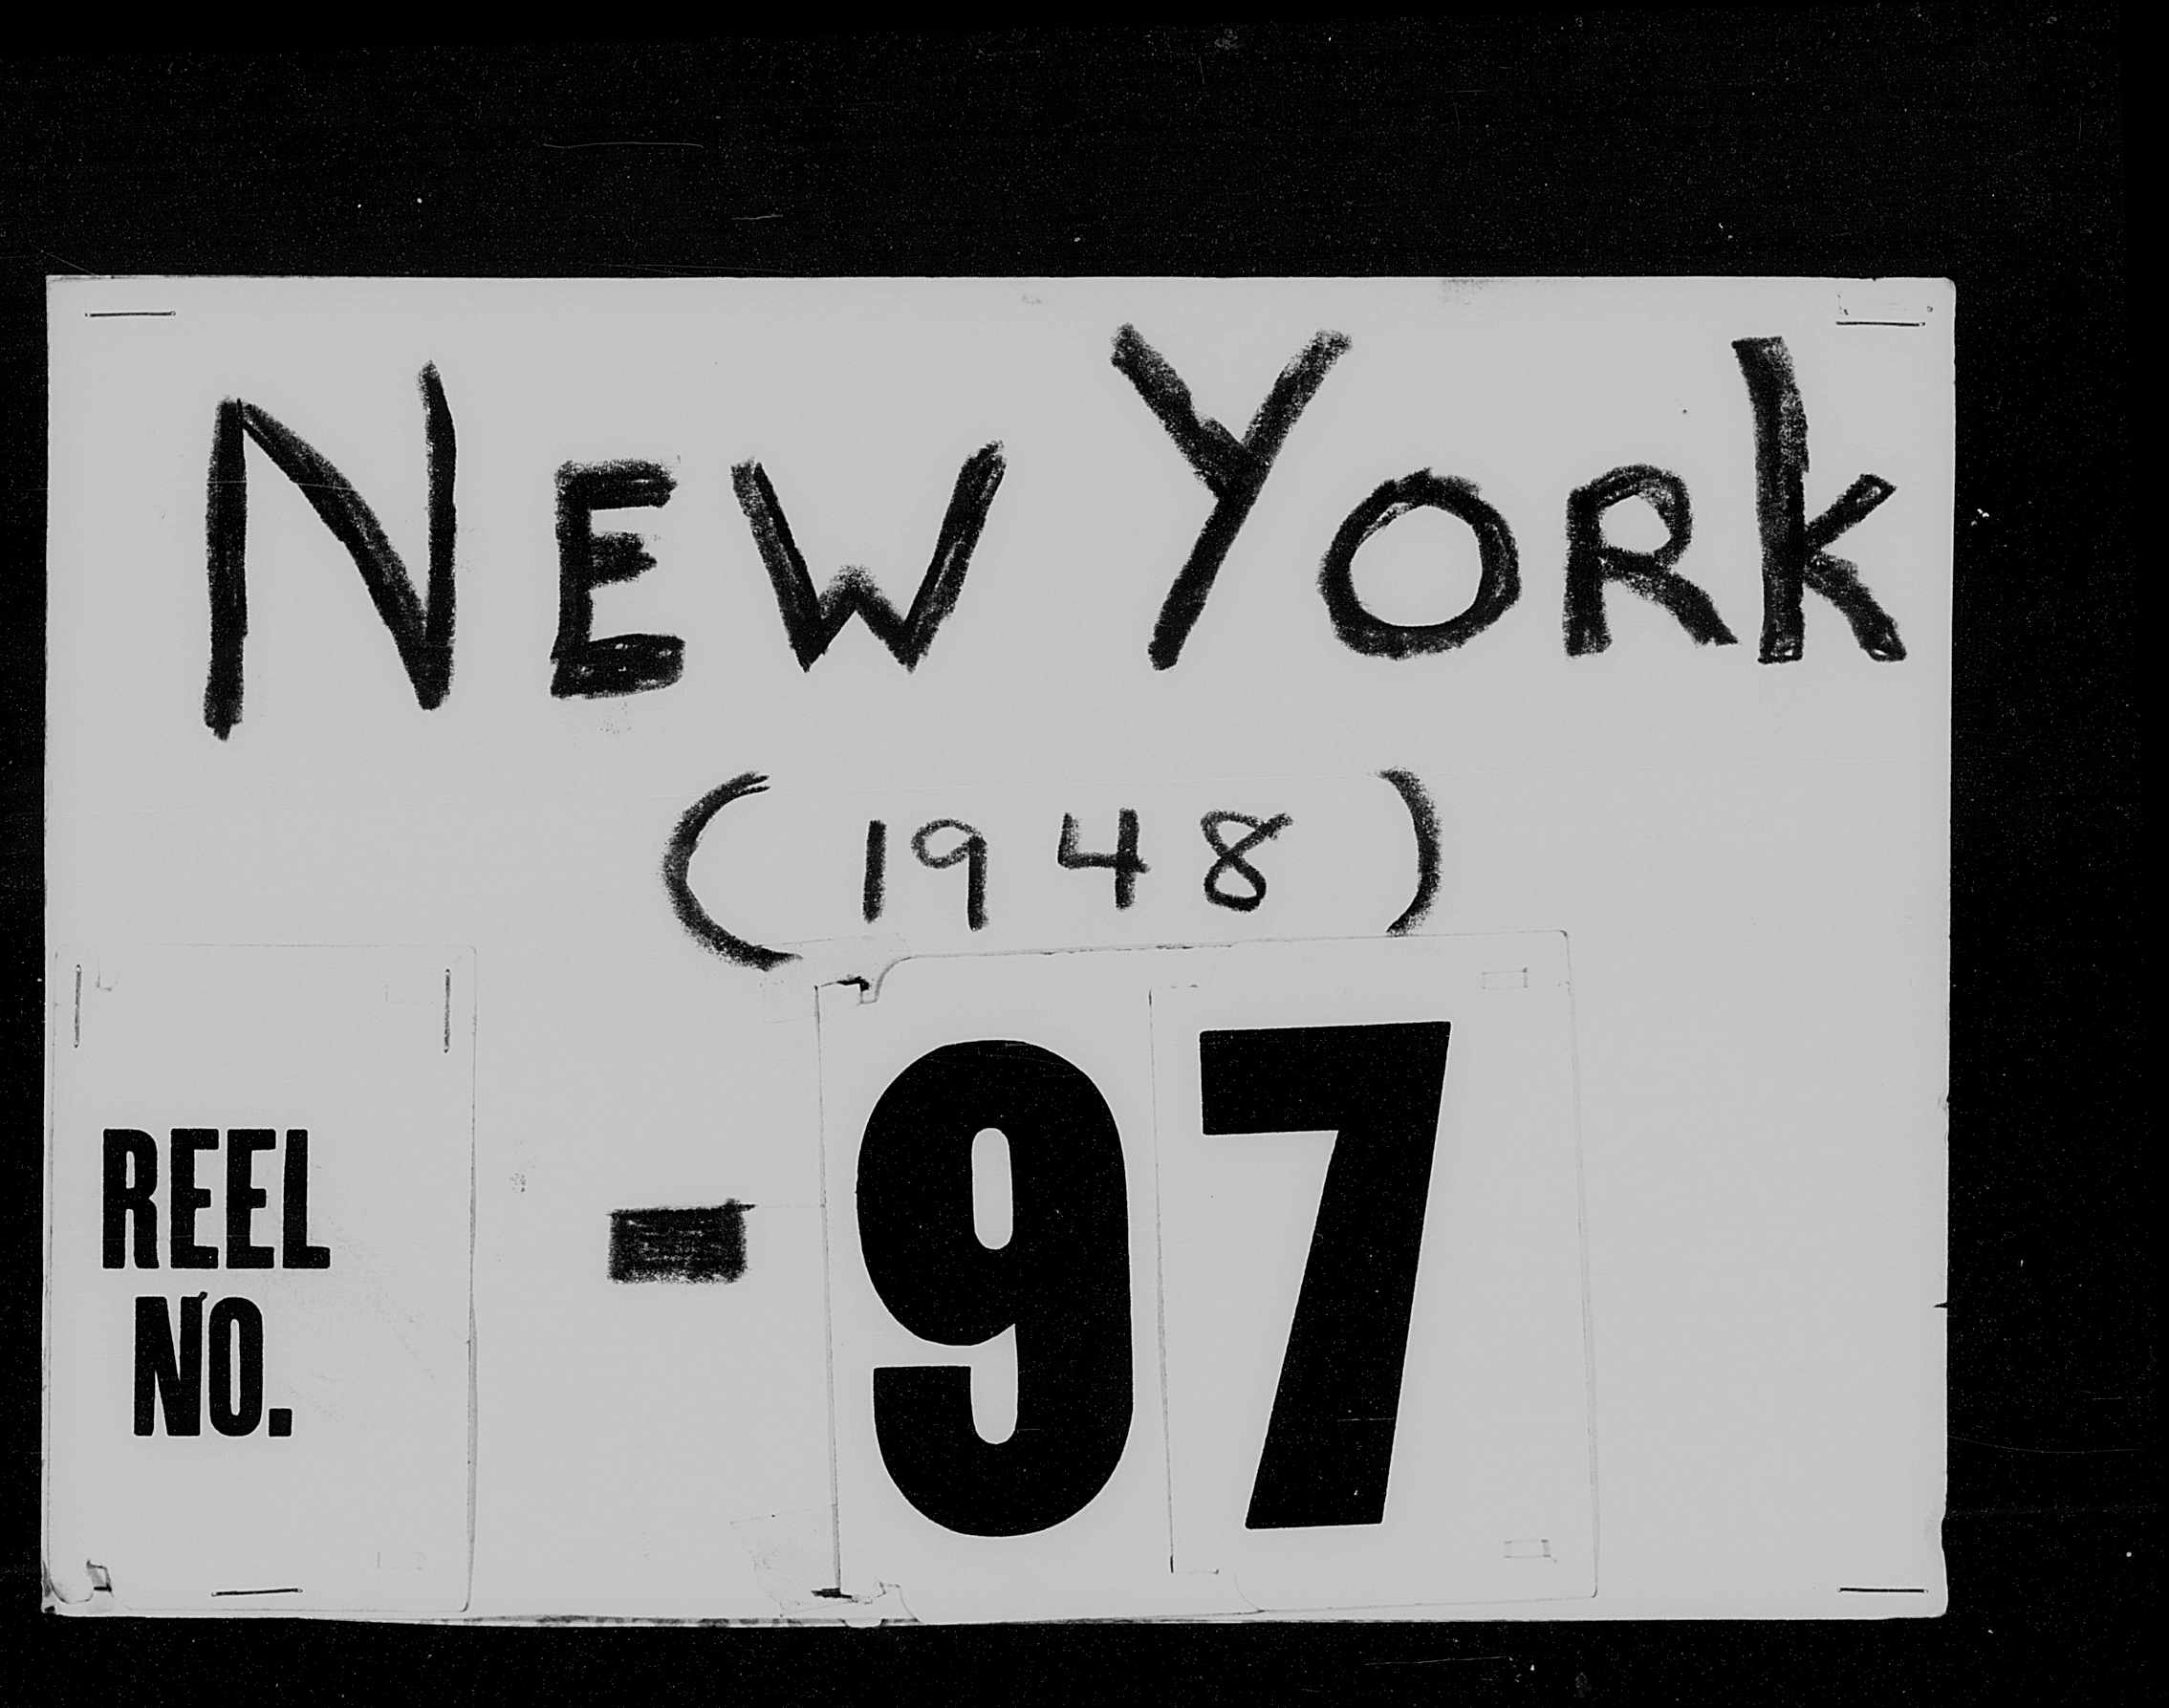 NEW YORk
(1948)
REEL
NO. - 97